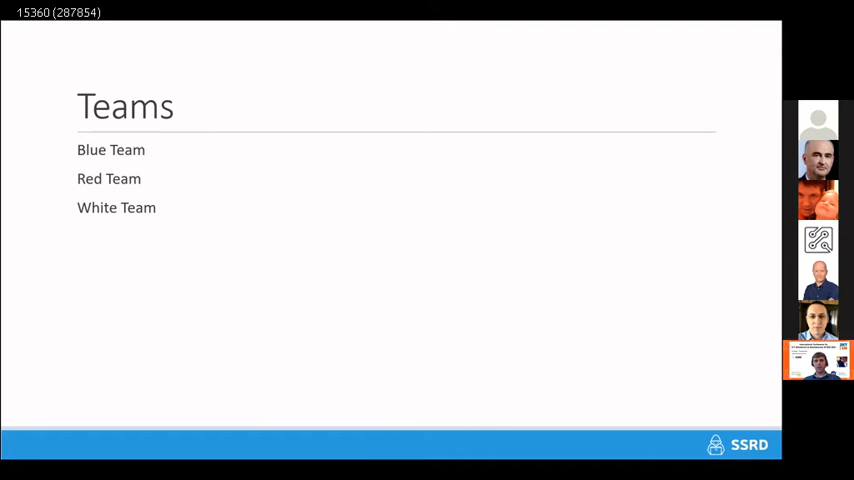 15360 (287854)
Teams
Blue Team
Red Team
White Team
SSRD